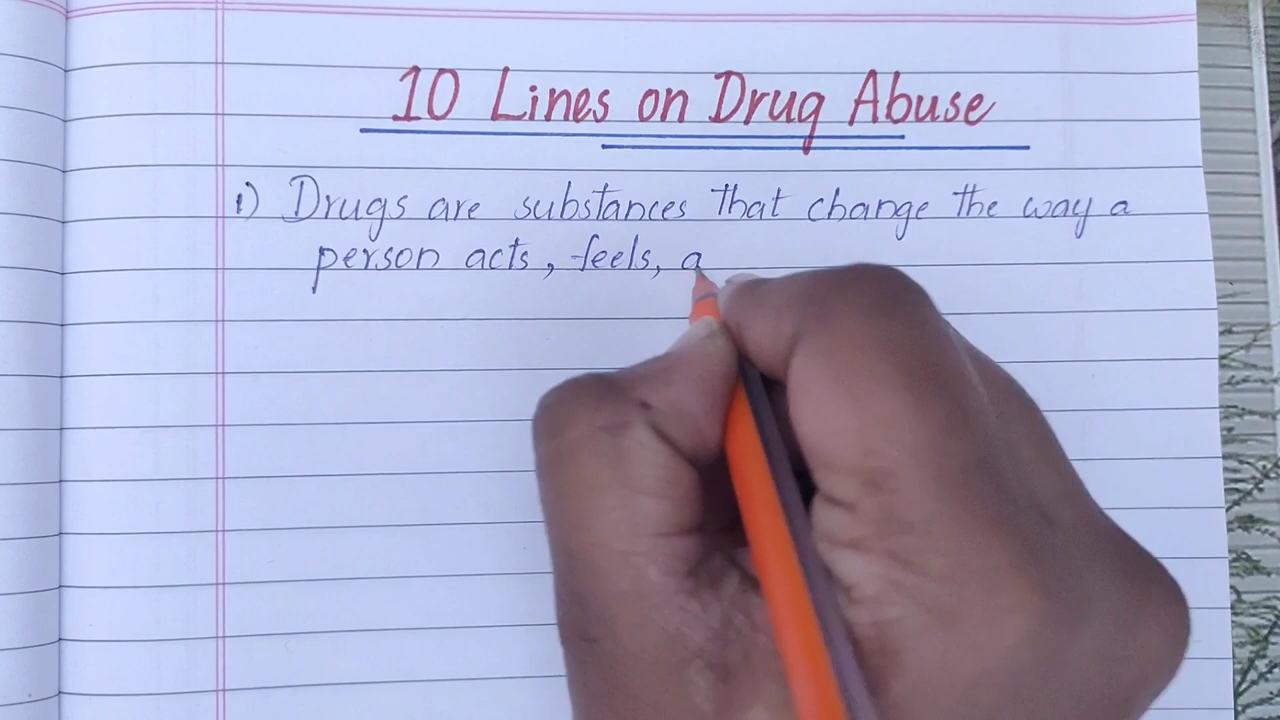 10 Lines on Drug Abuse
1) Drugs are substances that change the way a
person acts, feels, a